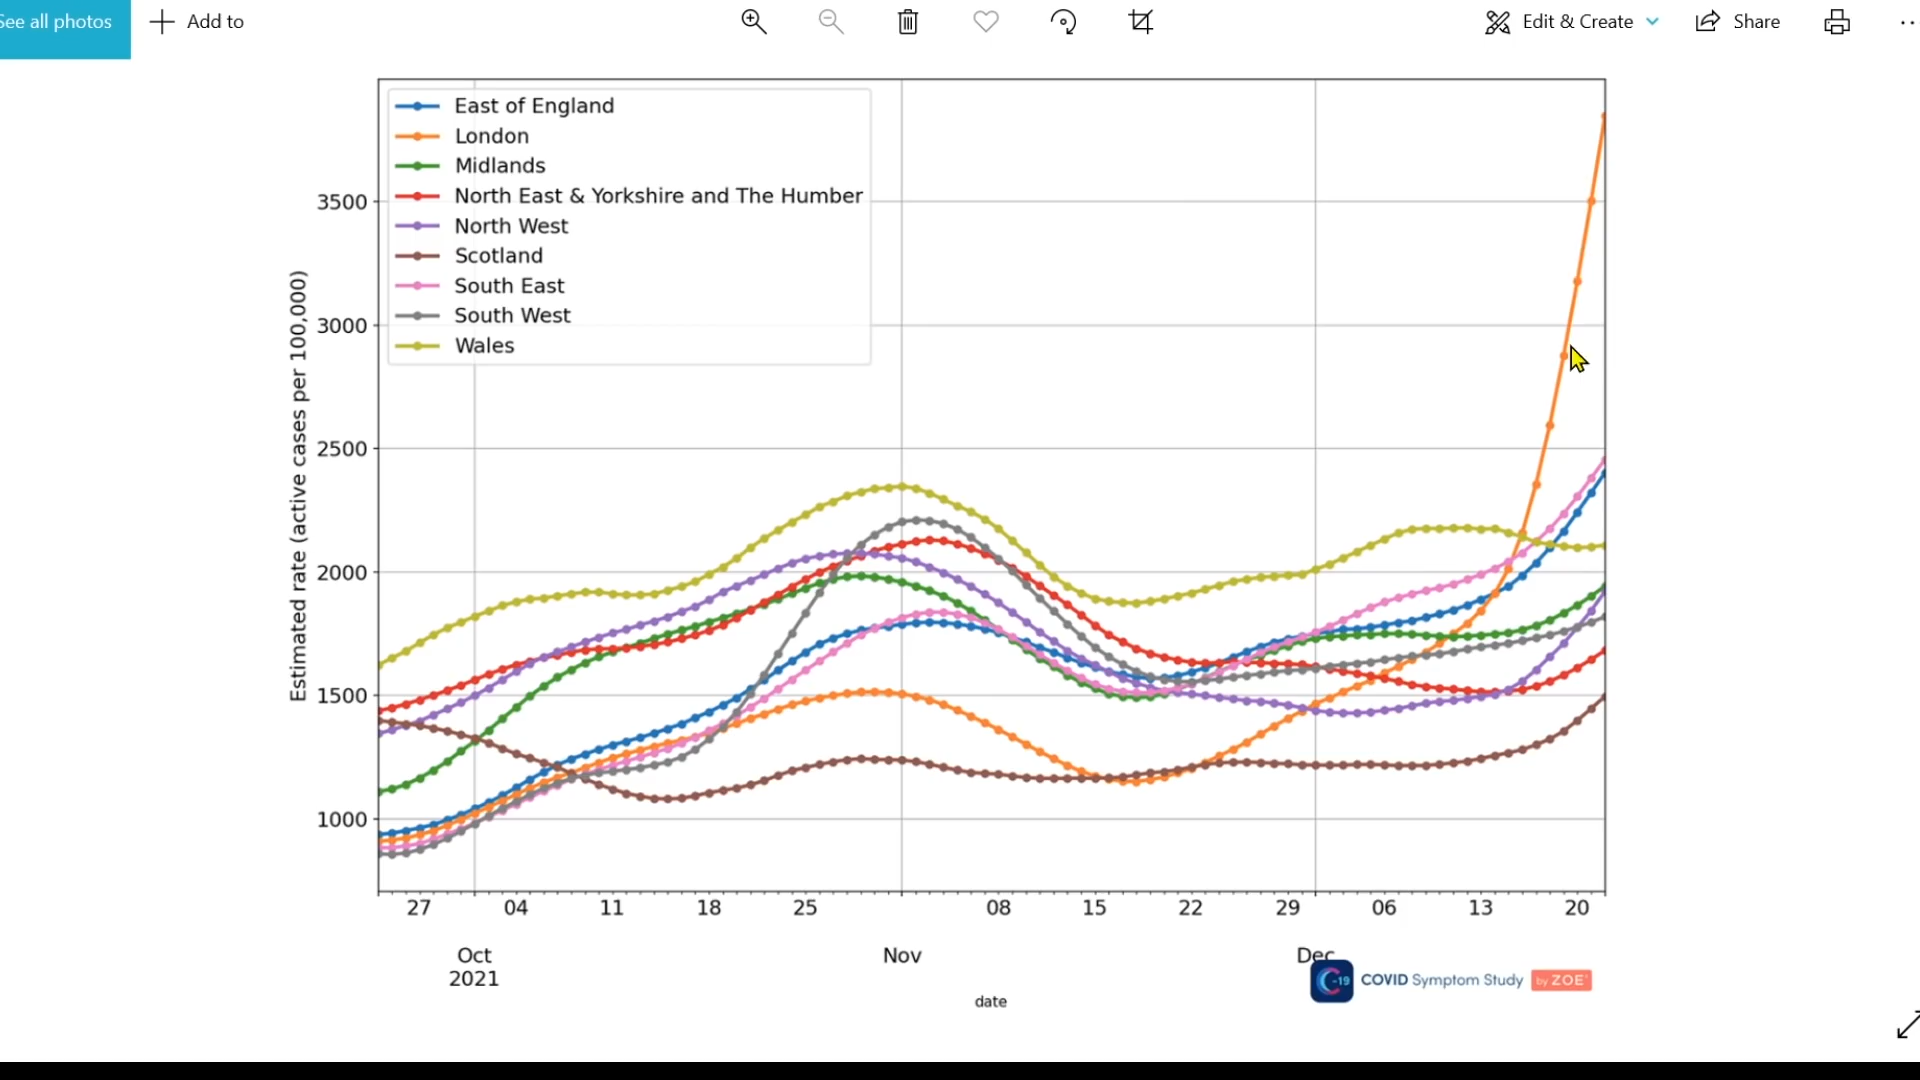 See all photos
Add to
Edit & Create
Share
East of England
London
Midlands
North East & Yorkshire and The Humber
North West
Scotland
South East
South West
Wales
3500
3000
2500
2000
1500
1000
Estimated rate (active cases per 100,000)
27 04 11 18 25 08 15 22 29 06 13 20
Oct Nov Dec
2021
date
C-19 COVID Symptom Study by ZOE